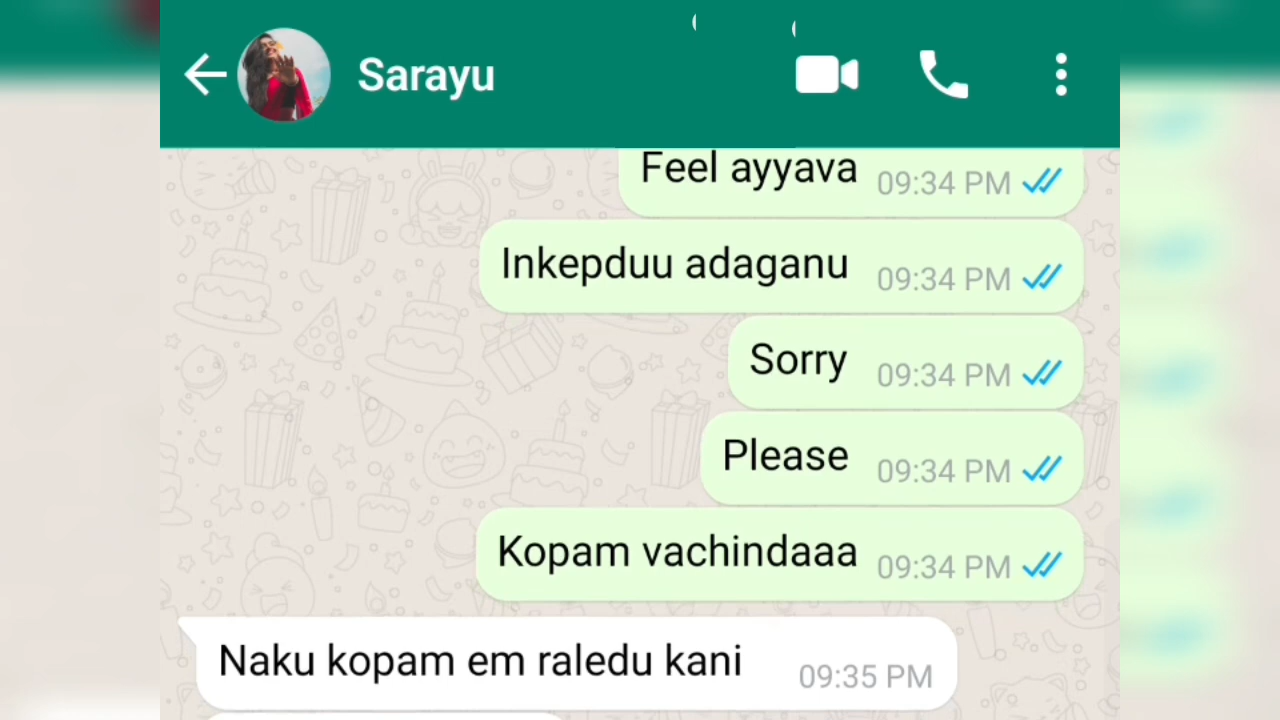 Sarayu
Feel ayyava 09:34 PM
Inkepduu adaganu 09:34 PM
Sorry 09:34 PM
Please 09:34 PM
Kopam vachindaaa 09:34 PM
Naku kopam em raledu kani 09:35 PM